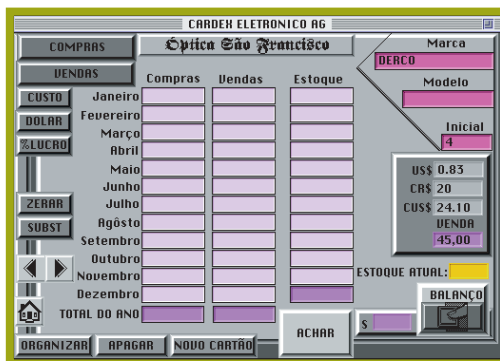 CARDEX ELETRONICO AG
COMPRAS
Óptica São Francisco
Marca
DERCO
VENDAS
Modelo
Compras Vendas Estoque
CUSTO
DOLAR
%LUCRO
Janeiro
Fevereiro
Março
Abril
Inicial
4
Maio
Junho
Julho
Agôsto
Setembro
Outubro
Novembro
Dezembro
ZERAR
SUBST
US$ 0.83
CR$ 20
CUS$ 24.10
VENDA
45,00
ESTOQUE ATUAL:
BALANÇO
TOTAL DO ANO
ACHAR
$
ORGANIZAR APAGAR NOVO CARTÃO